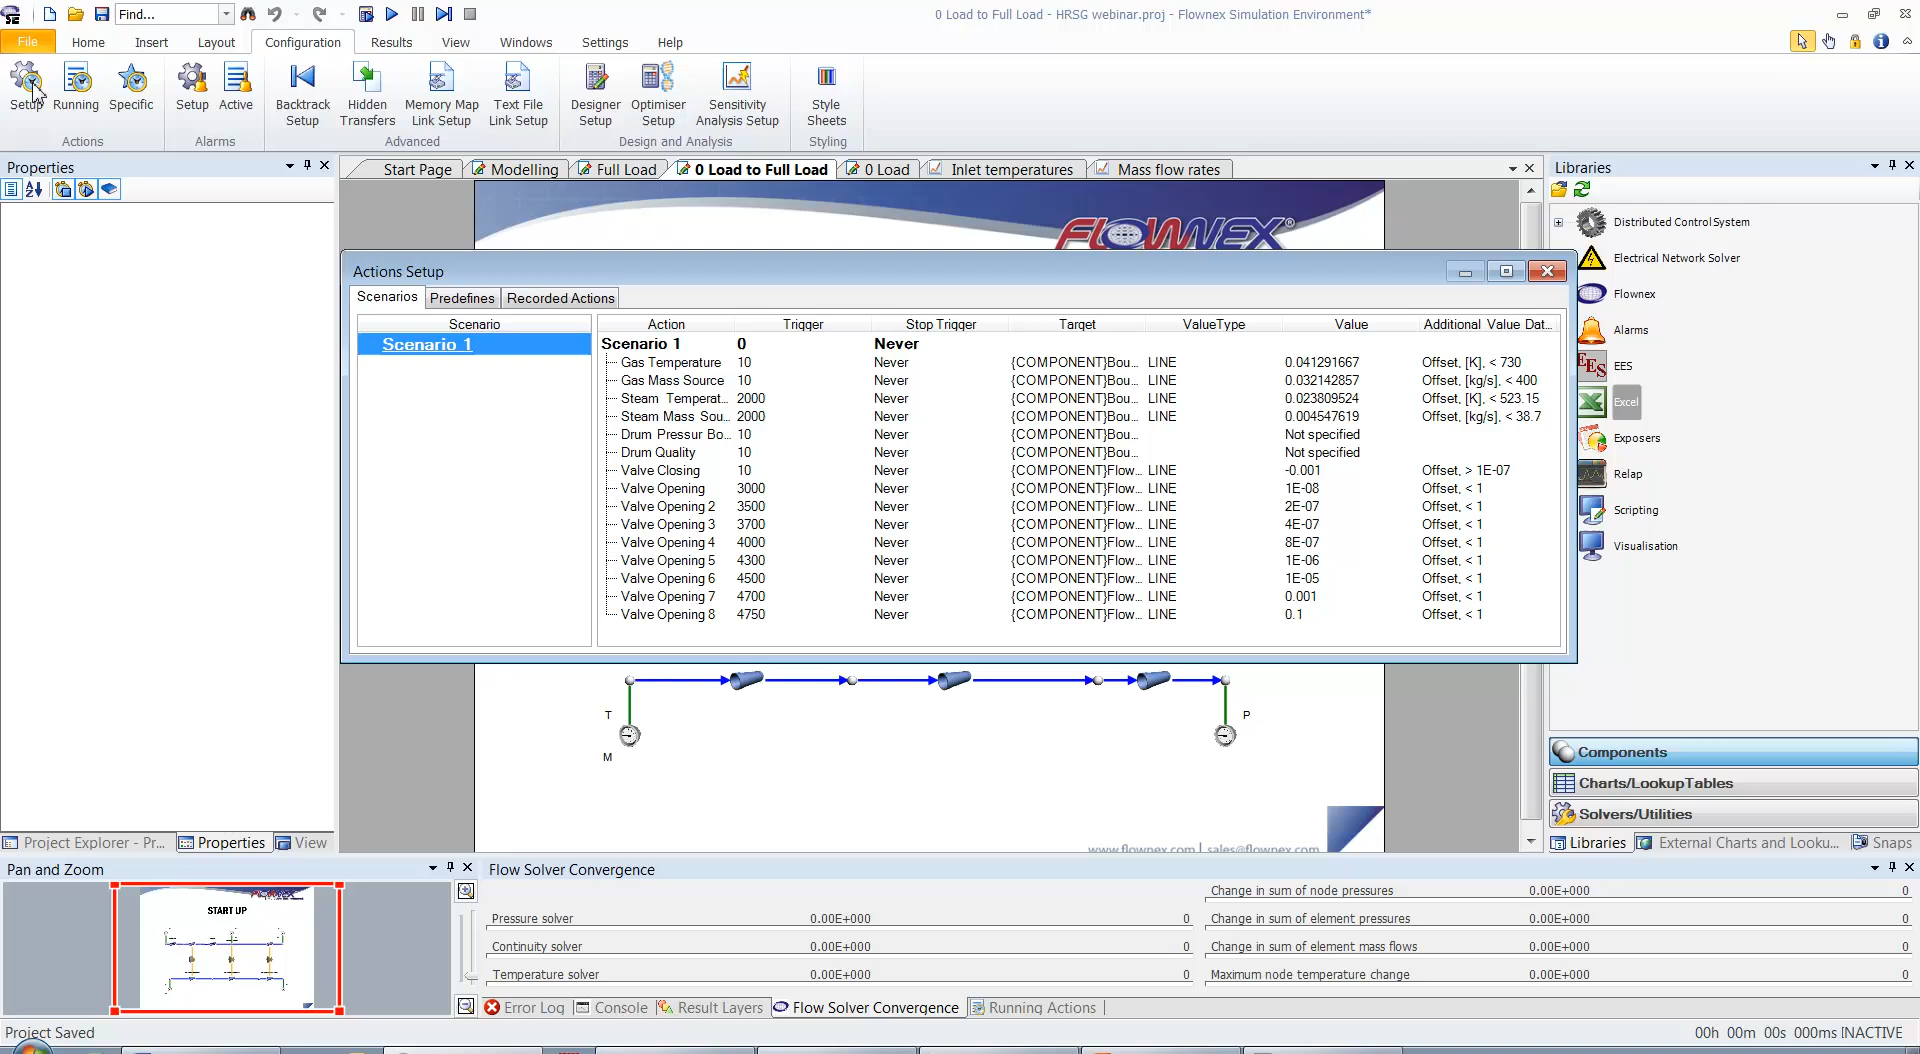 Find...
0 Load to Full Load - HRSG webinar.proj - Flownex Simulation Environment*
File Home Insert Layout Configuration Results View Windows Settings Help
Setup Running Specific
Actions
Setup Active
Alarms
Backtrack Setup Hidden Transfers Memory Map Link Setup Text File Link Setup
Advanced
Designer Setup Optimiser Setup Sensitivity Analysis Setup
Design and Analysis
Style Sheets
Styling
Properties
Start Page Modelling Full Load 0 Load to Full Load 0 Load Inlet temperatures Mass flow rates
FLOWNEX®
Actions Setup
Scenarios Predefines Recorded Actions
Scenario
Scenario 1
Action Trigger Stop Trigger Target ValueType Value Additional Value Dat...
Scenario 1 0 Never
Gas Temperature 10 Never {COMPONENT}Bou... LINE 0.041291667 Offset, [K], < 730
Gas Mass Source 10 Never {COMPONENT}Bou... LINE 0.032142857 Offset, [kg/s], < 400
Steam Temperat... 2000 Never {COMPONENT}Bou... LINE 0.023809524 Offset, [K], < 523.15
Steam Mass Sou... 2000 Never {COMPONENT}Bou... LINE 0.004547619 Offset, [kg/s], < 38.7
Drum Pressur Bo... 10 Never {COMPONENT}Bou... Not specified
Drum Quality 10 Never {COMPONENT}Bou... Not specified
Valve Closing 10 Never {COMPONENT}Flow... LINE -0.001 Offset, > 1E-07
Valve Opening 3000 Never {COMPONENT}Flow... LINE 1E-08 Offset, < 1
Valve Opening 2 3500 Never {COMPONENT}Flow... LINE 2E-07 Offset, < 1
Valve Opening 3 3700 Never {COMPONENT}Flow... LINE 4E-07 Offset, < 1
Valve Opening 4 4000 Never {COMPONENT}Flow... LINE 8E-07 Offset, < 1
Valve Opening 5 4300 Never {COMPONENT}Flow... LINE 1E-06 Offset, < 1
Valve Opening 6 4500 Never {COMPONENT}Flow... LINE 1E-05 Offset, < 1
Valve Opening 7 4700 Never {COMPONENT}Flow... LINE 0.001 Offset, < 1
Valve Opening 8 4750 Never {COMPONENT}Flow... LINE 0.1 Offset, < 1
T
M
P
www.flownex.com | sales@flownex.com
Libraries
Distributed Control System
Electrical Network Solver
Flownex
Alarms
EES
Excel
Exposers
Relap
Scripting
Visualisation
Components
Charts/LookupTables
Solvers/Utilities
Libraries External Charts and Looku... Snaps
Project Explorer - Pr... Properties View
Pan and Zoom
START UP
Flow Solver Convergence
Pressure solver 0.00E+000 0
Continuity solver 0.00E+000 0
Temperature solver 0.00E+000 0
Change in sum of node pressures 0.00E+000 0
Change in sum of element pressures 0.00E+000 0
Change in sum of element mass flows 0.00E+000 0
Maximum node temperature change 0.00E+000 0
Error Log Console Result Layers Flow Solver Convergence Running Actions
Project Saved
00h 00m 00s 000ms INACTIVE